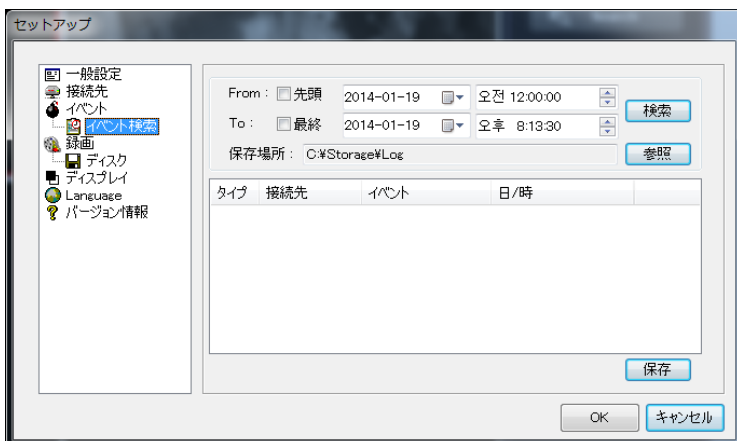 セットアップ
一般設定
接続先
イベント
イベント検索
録画
ディスク
ディスプレイ
Language
バージョン情報
From : 先頭 2014-01-19 오전 12:00:00
検索
To : 最終 2014-01-19 오후 8:13:30
保存場所 : C:¥Storage¥Log
参照
タイプ 接続先 イベント 日/時
保存
OK キャンセル